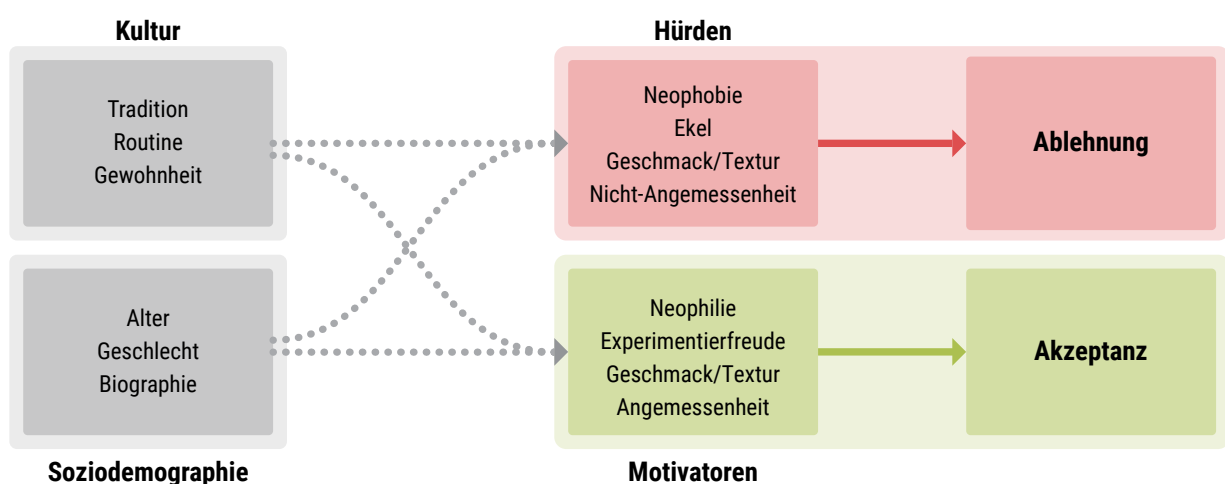 Kultur
Tradition
Routine
Gewohnheit
Hürden
Neophobie
Ekel
Geschmack/Textur
Nicht-Angemessenheit
Ablehnung
Alter
Geschlecht
Biographie
Soziodemographie
Neophilie
Experimentierfreude
Geschmack/Textur
Angemessenheit
Akzeptanz
Motivatoren